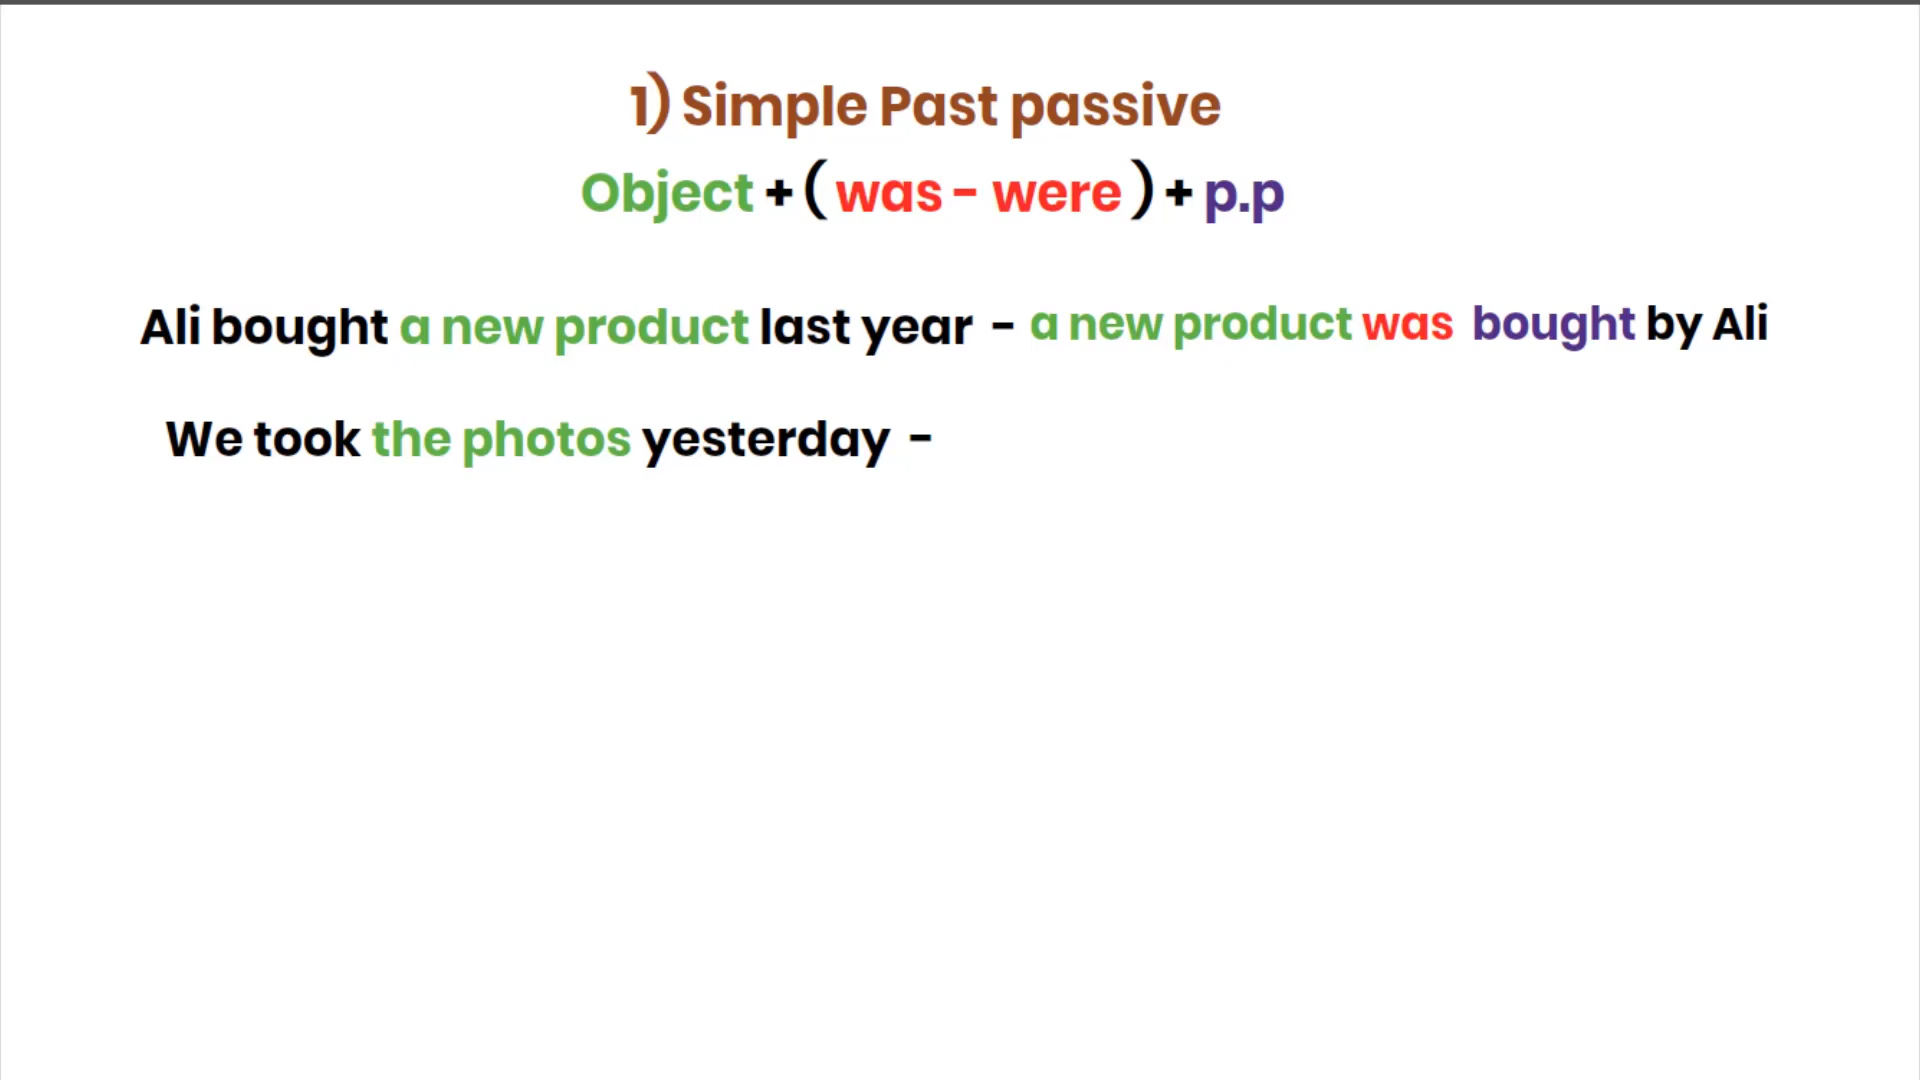 1) Simple Past passive
Object + ( was - were ) + p.p
Ali bought a new product last year - a new product was bought by Ali
We took the photos yesterday -